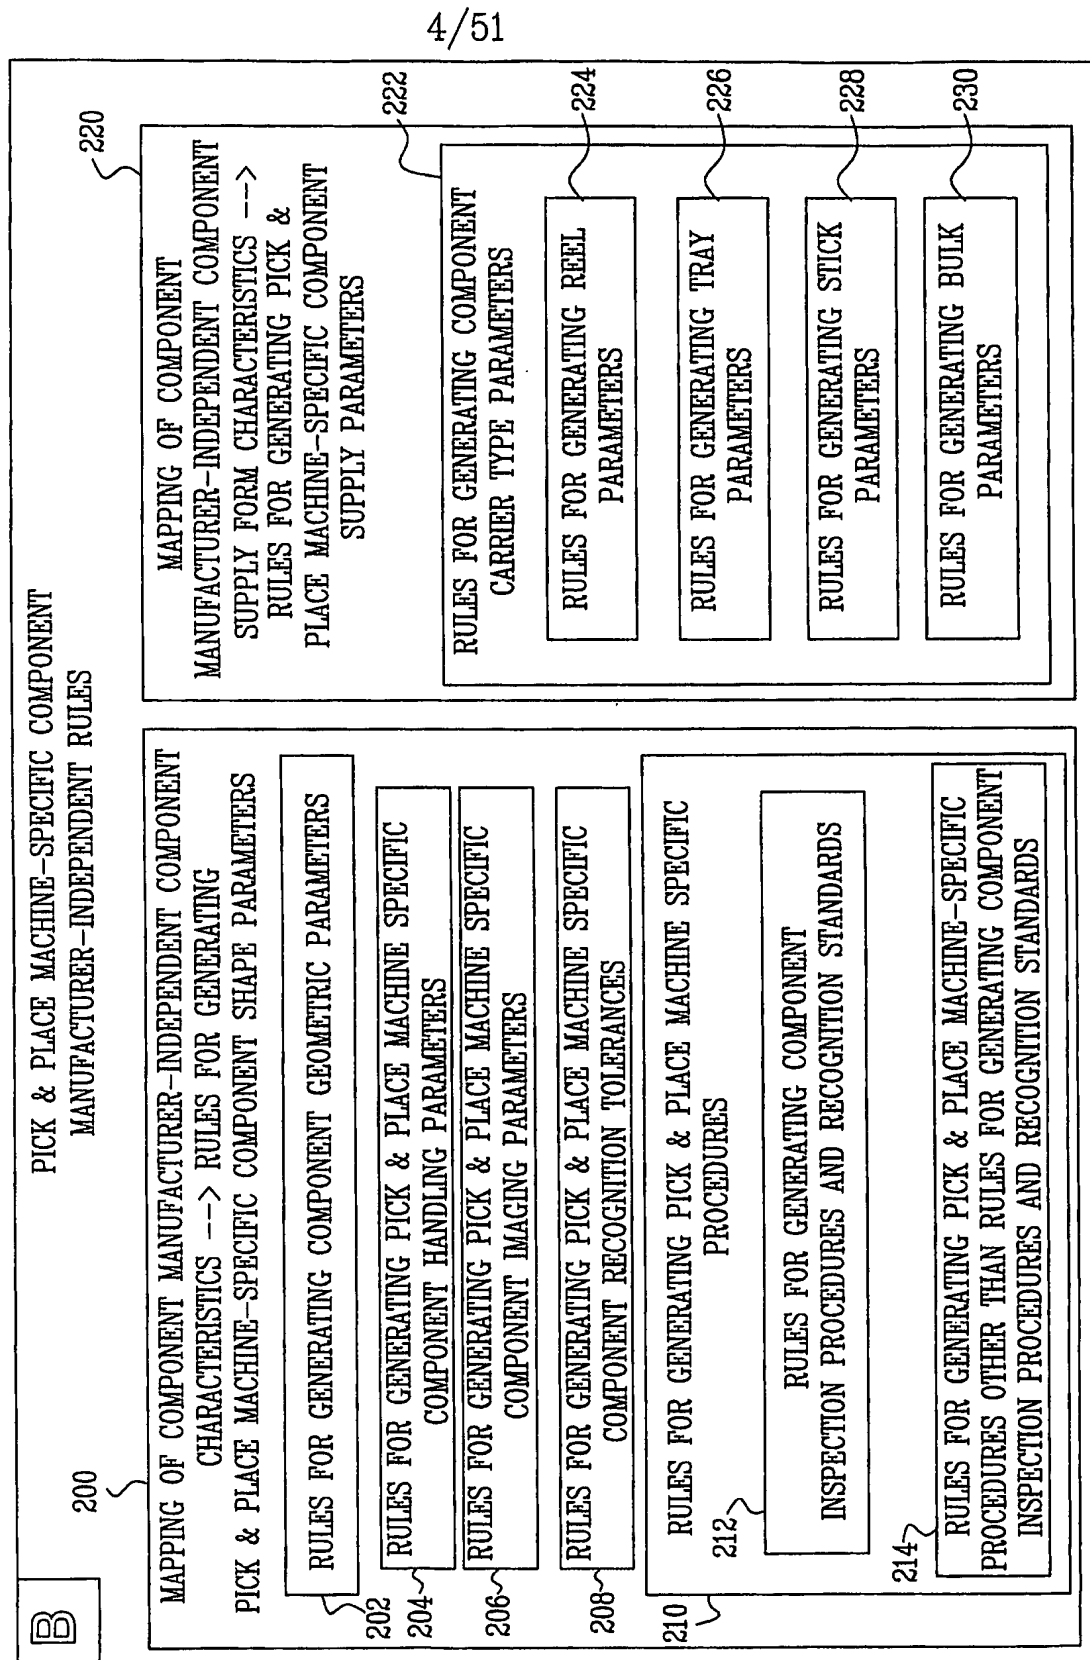 4/51
B
PICK & PLACE MACHINE-SPECIFIC COMPONENT
MANUFACTURER-INDEPENDENT RULES
200
MAPPING OF COMPONENT MANUFACTURER-INDEPENDENT COMPONENT
CHARACTERISTICS --> RULES FOR GENERATING
PICK & PLACE MACHINE-SPECIFIC COMPONENT SHAPE PARAMETERS
RULES FOR GENERATING COMPONENT GEOMETRIC PARAMETERS
202
RULES FOR GENERATING PICK & PLACE MACHINE SPECIFIC
COMPONENT HANDLING PARAMETERS
204
RULES FOR GENERATING PICK & PLACE MACHINE SPECIFIC
COMPONENT IMAGING PARAMETERS
206
RULES FOR GENERATING PICK & PLACE MACHINE SPECIFIC
COMPONENT RECOGNITION TOLERANCES
208
RULES FOR GENERATING PICK & PLACE MACHINE SPECIFIC
PROCEDURES
210
212
RULES FOR GENERATING COMPONENT
INSPECTION PROCEDURES AND RECOGNITION STANDARDS
214
RULES FOR GENERATING PICK & PLACE MACHINE-SPECIFIC
PROCEDURES OTHER THAN RULES FOR GENERATING COMPONENT
INSPECTION PROCEDURES AND RECOGNITION STANDARDS
220
MAPPING OF COMPONENT
MANUFACTURER-INDEPENDENT COMPONENT
SUPPLY FORM CHARACTERISTICS -->
RULES FOR GENERATING PICK &
PLACE MACHINE-SPECIFIC COMPONENT
SUPPLY PARAMETERS
222
RULES FOR GENERATING COMPONENT
CARRIER TYPE PARAMETERS
RULES FOR GENERATING REEL
PARAMETERS
224
RULES FOR GENERATING TRAY
PARAMETERS
226
RULES FOR GENERATING STICK
PARAMETERS
228
RULES FOR GENERATING BULK
PARAMETERS
230